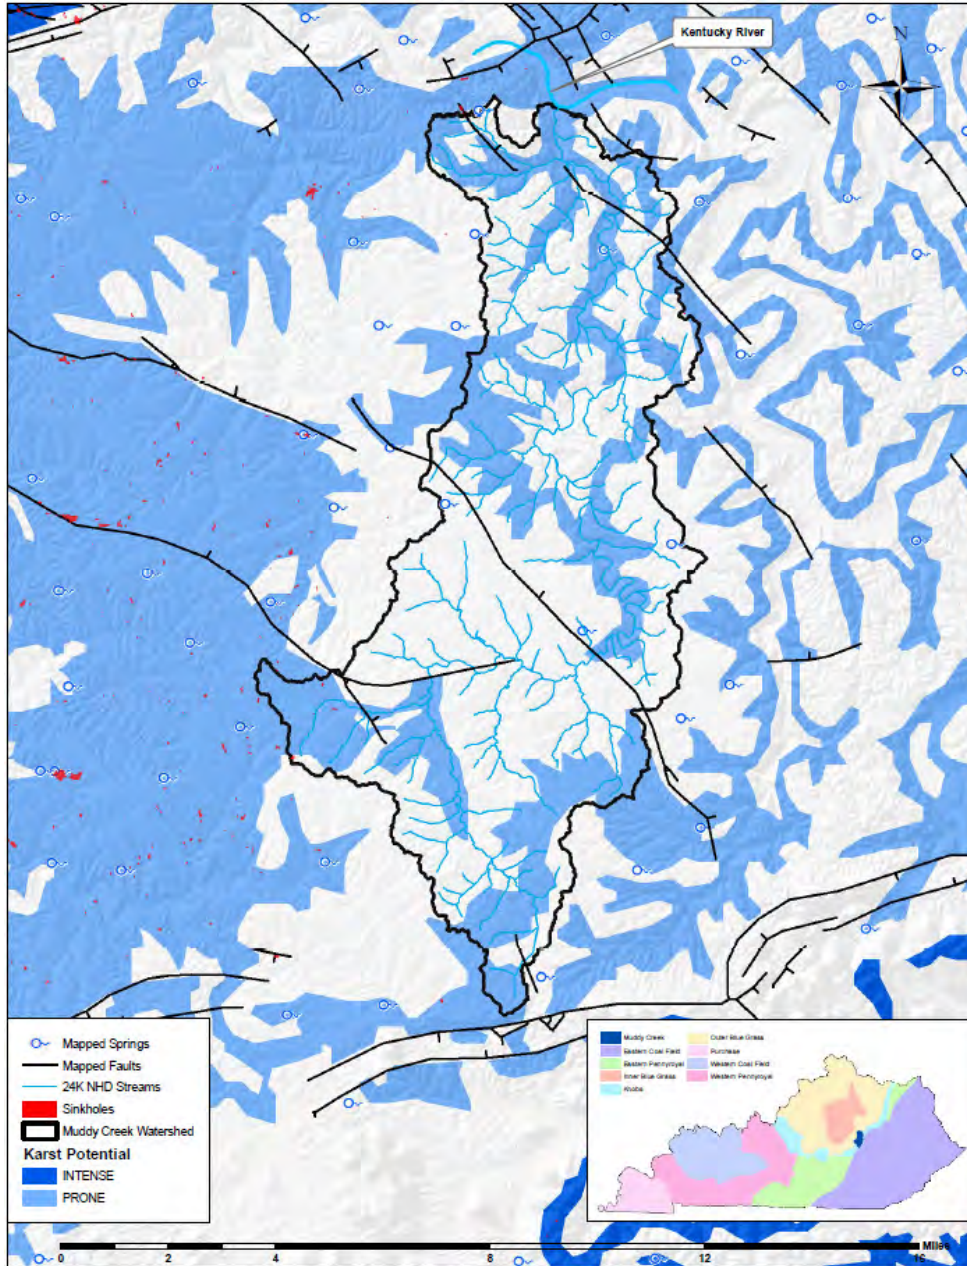 Kentucky River
N
Mapped Springs
Mapped Faults
24K NHD Streams
Sinkholes
Muddy Creek Watershed
Karst Potential
INTENSE
PRONE
Muddy Creek
Eastern Coal Field
Eastern Pennyroyal
Inner Blue Grass
Knobs
Outer Blue Grass
Purchase
Western Coal Field
Western Pennyroyal
Miles
0 2 4 8 12 16